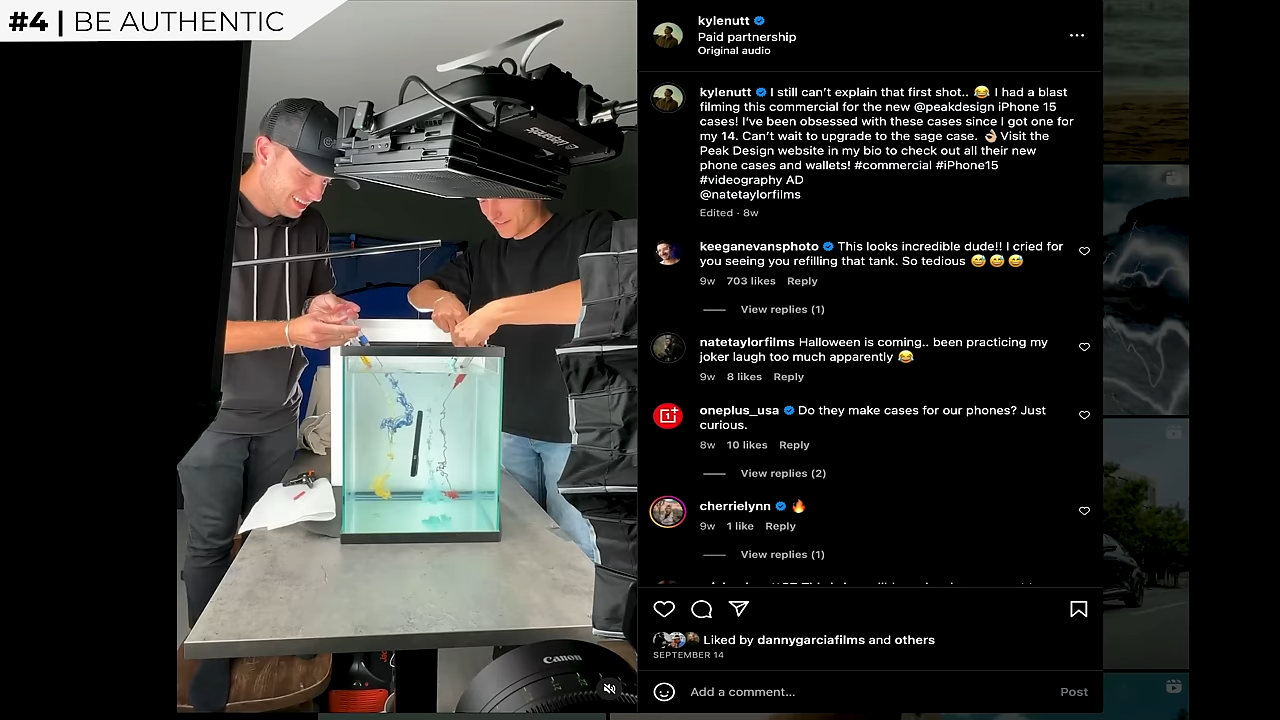 #4 | BE AUTHENTIC
kylenutt
Paid partnership
Original audio
kylenutt I still can't explain that first shot.. 😂 I had a blast
filming this commercial for the new @peakdesign iPhone 15
cases! I've been obsessed with these cases since I got one for
my 14. Can't wait to upgrade to the sage case. 👌🏼Visit the
Peak Design website in my bio to check out all their new
phone cases and wallets! #commercial #iPhone15
#videography AD
@natetaylorfilms
Edited · 8w
keeganevansphoto This looks incredible dude!! I cried for
you seeing you refilling that tank. So tedious 😅😅😅
9w 703 likes Reply
View replies (1)
natetaylorfilms Halloween is coming.. been practicing my
joker laugh too much apparently 😂
9w 8 likes Reply
oneplus_usa Do they make cases for our phones? Just
curious.
8w 10 likes Reply
View replies (2)
cherrielynn 🔥
9w 1 like Reply
View replies (1)
Liked by dannygarciafilms and others
SEPTEMBER 14
Add a comment...
Post
Canon